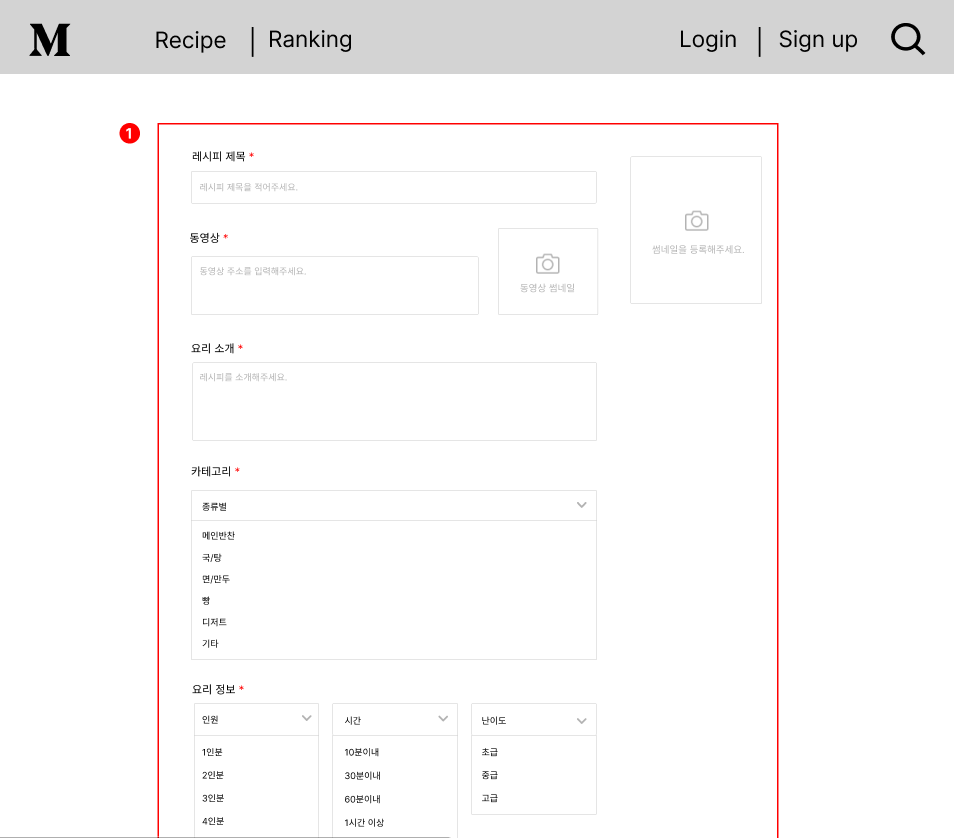 M
Recipe | Ranking
Login | Sign up
1
레시피 제목 *
레시피 제목을 적어주세요.
썸네일을 등록해주세요.
동영상 *
동영상 주소를 입력해주세요.
동영상 썸네일
요리 소개 *
레시피를 소개해주세요.
카테고리 *
종류별
메인반찬
국/탕
면/만두
빵
디저트
기타
요리 정보 *
인원
1인분
2인분
3인분
4인분
시간
10분이내
30분이내
60분이내
1시간 이상
난이도
초급
중급
고급